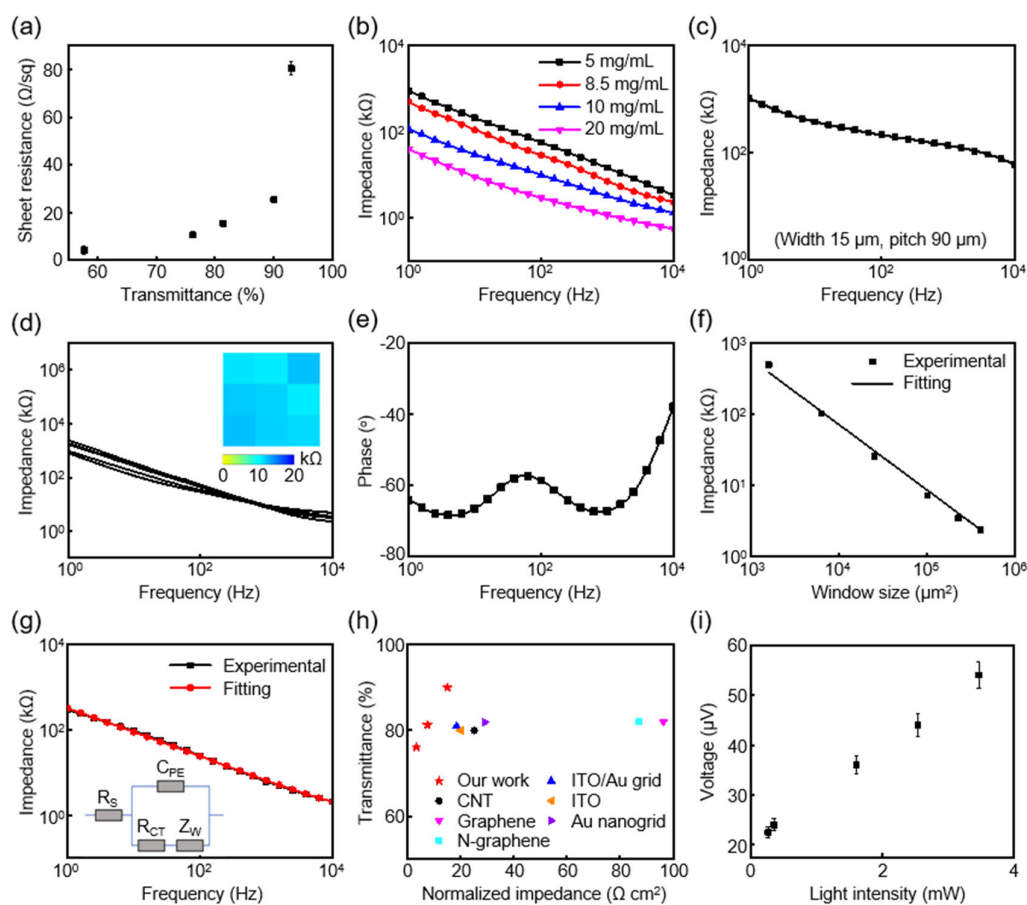 (a)
Sheet resistance (Ω/sq)
80
60
40
20
0
60 70 80 90 100
Transmittance (%)
(b)
Impedance (kΩ)
10⁴
10²
10⁰
5 mg/mL
8.5 mg/mL
10 mg/mL
20 mg/mL
10⁰ 10² 10⁴
Frequency (Hz)
(c)
Impedance (kΩ)
10⁴
10²
10⁰
(Width 15 μm, pitch 90 μm)
10⁰ 10² 10⁴
Frequency (Hz)
(d)
Impedance (kΩ)
10⁶
10⁴
10²
10⁰
kΩ
0 10 20
10⁰ 10² 10⁴
Frequency (Hz)
(e)
Phase (°)
-20
-40
-60
-80
10⁰ 10² 10⁴
Frequency (Hz)
(f)
Impedance (kΩ)
10³
10²
10¹
10⁰
Experimental
Fitting
10³ 10⁴ 10⁵ 10⁶
Window size (μm²)
(g)
Impedance (kΩ)
10⁴
10²
10⁰
Experimental
Fitting
C_PE
R_S
R_CT Z_W
10⁰ 10² 10⁴
Frequency (Hz)
(h)
Transmittance (%)
100
80
60
Our work
CNT
Graphene
N-graphene
ITO/Au grid
ITO
Au nanogrid
0 20 40 60 80 100
Normalized impedance (Ω cm²)
(i)
Voltage (μV)
60
50
40
30
20
0 2 4
Light intensity (mW)